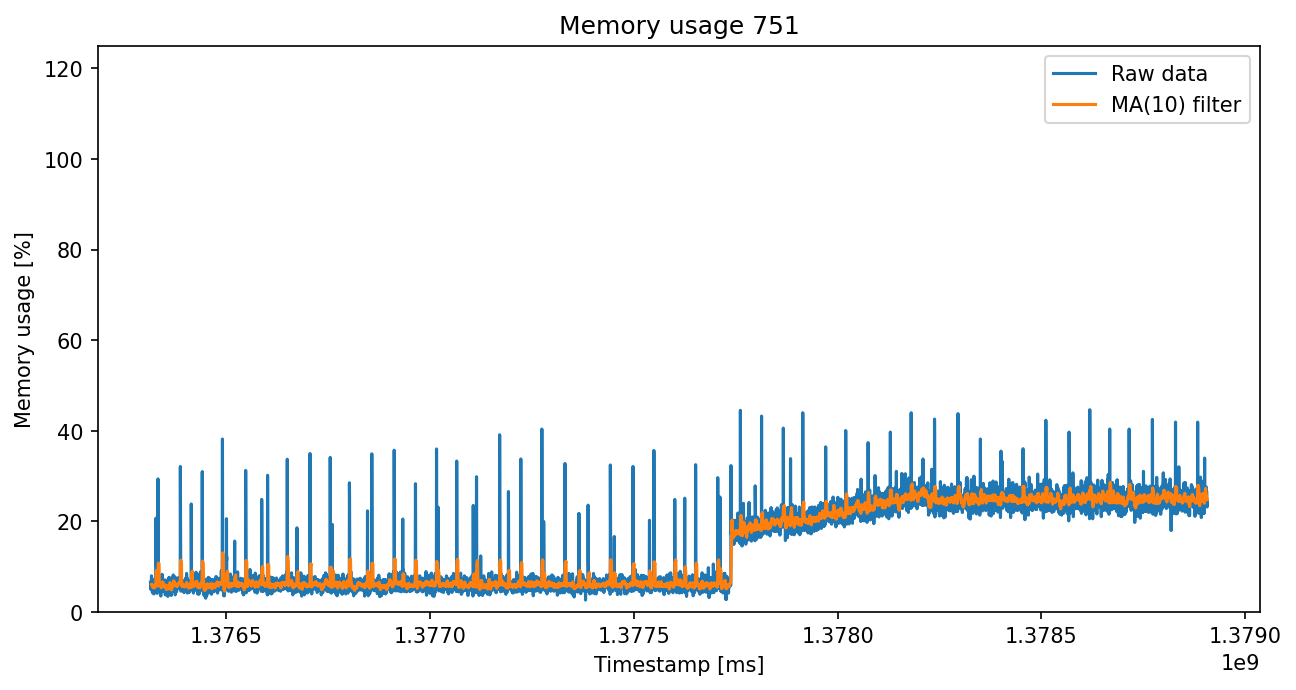 Memory usage 751
Raw data
MA(10) filter
Memory usage [%]
120
100
80
60
40
20
0
1.3765 1.3770 1.3775 1.3780 1.3785 1.3790
1e9
Timestamp [ms]